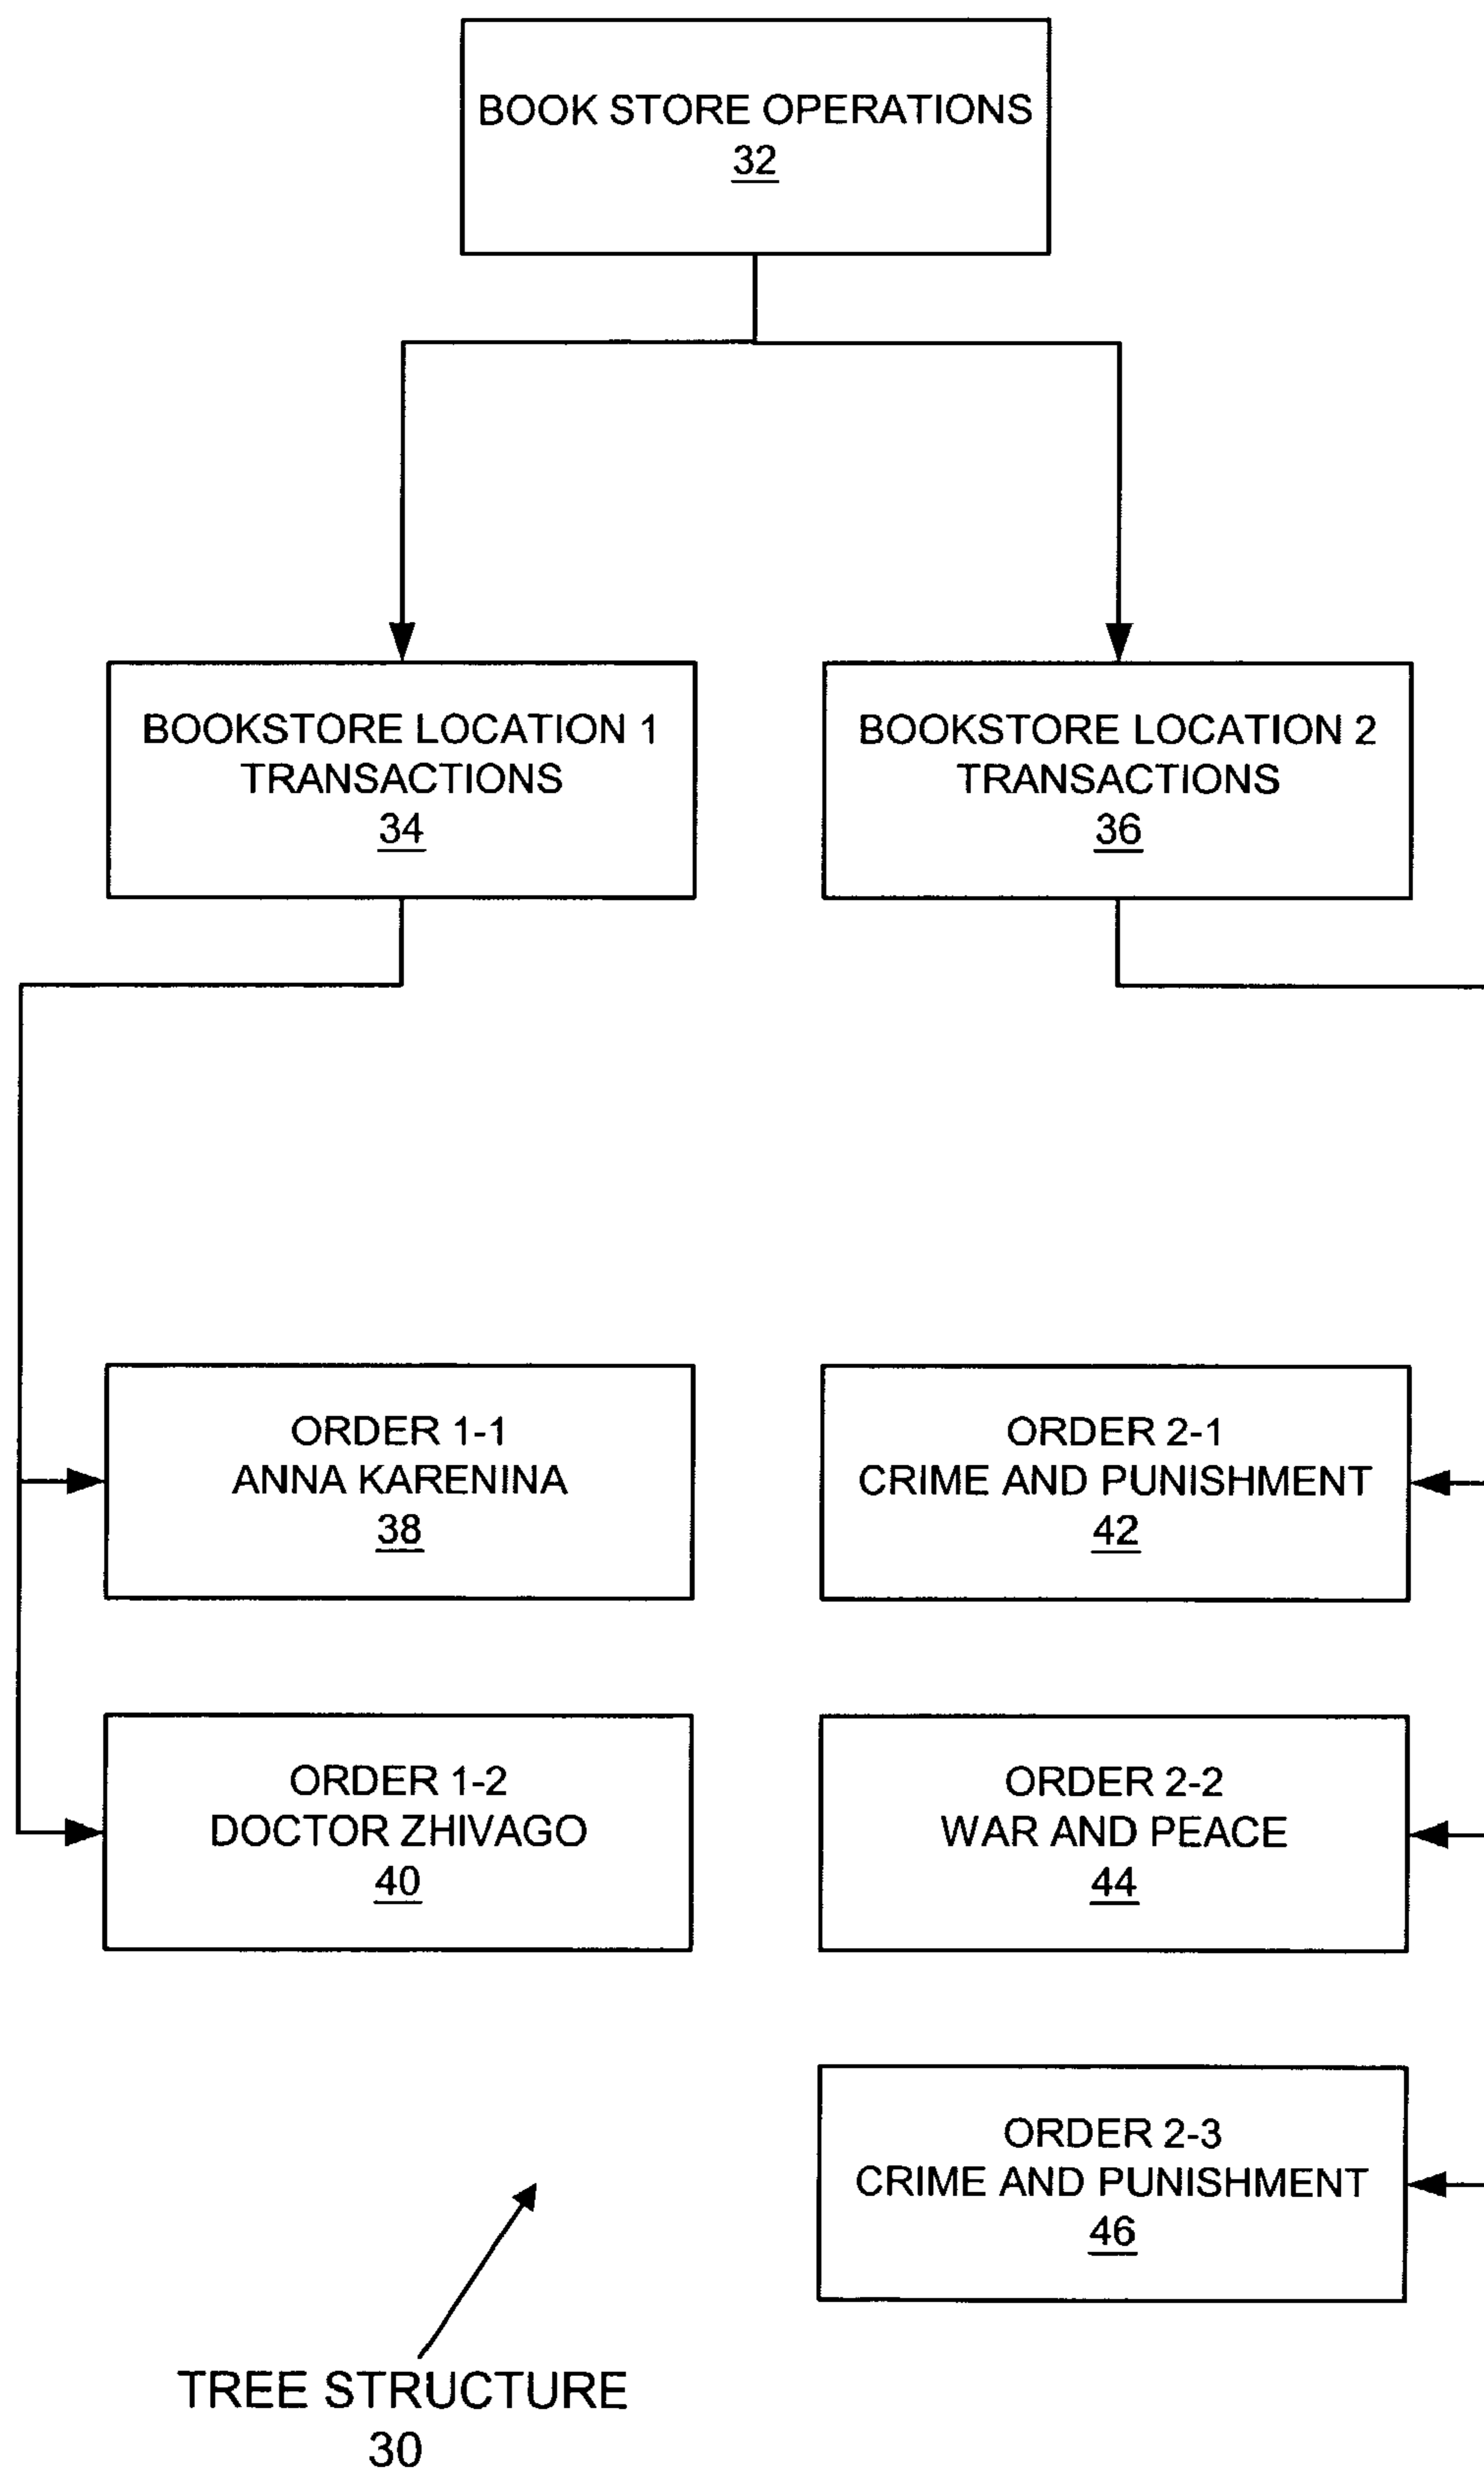 BOOK STORE OPERATIONS
32
BOOKSTORE LOCATION 1
TRANSACTIONS
34
BOOKSTORE LOCATION 2
TRANSACTIONS
36
ORDER 1-1
ANNA KARENINA
38
ORDER 2-1
CRIME AND PUNISHMENT
42
ORDER 1-2
DOCTOR ZHIVAGO
40
ORDER 2-2
WAR AND PEACE
44
ORDER 2-3
CRIME AND PUNISHMENT
46
TREE STRUCTURE
30